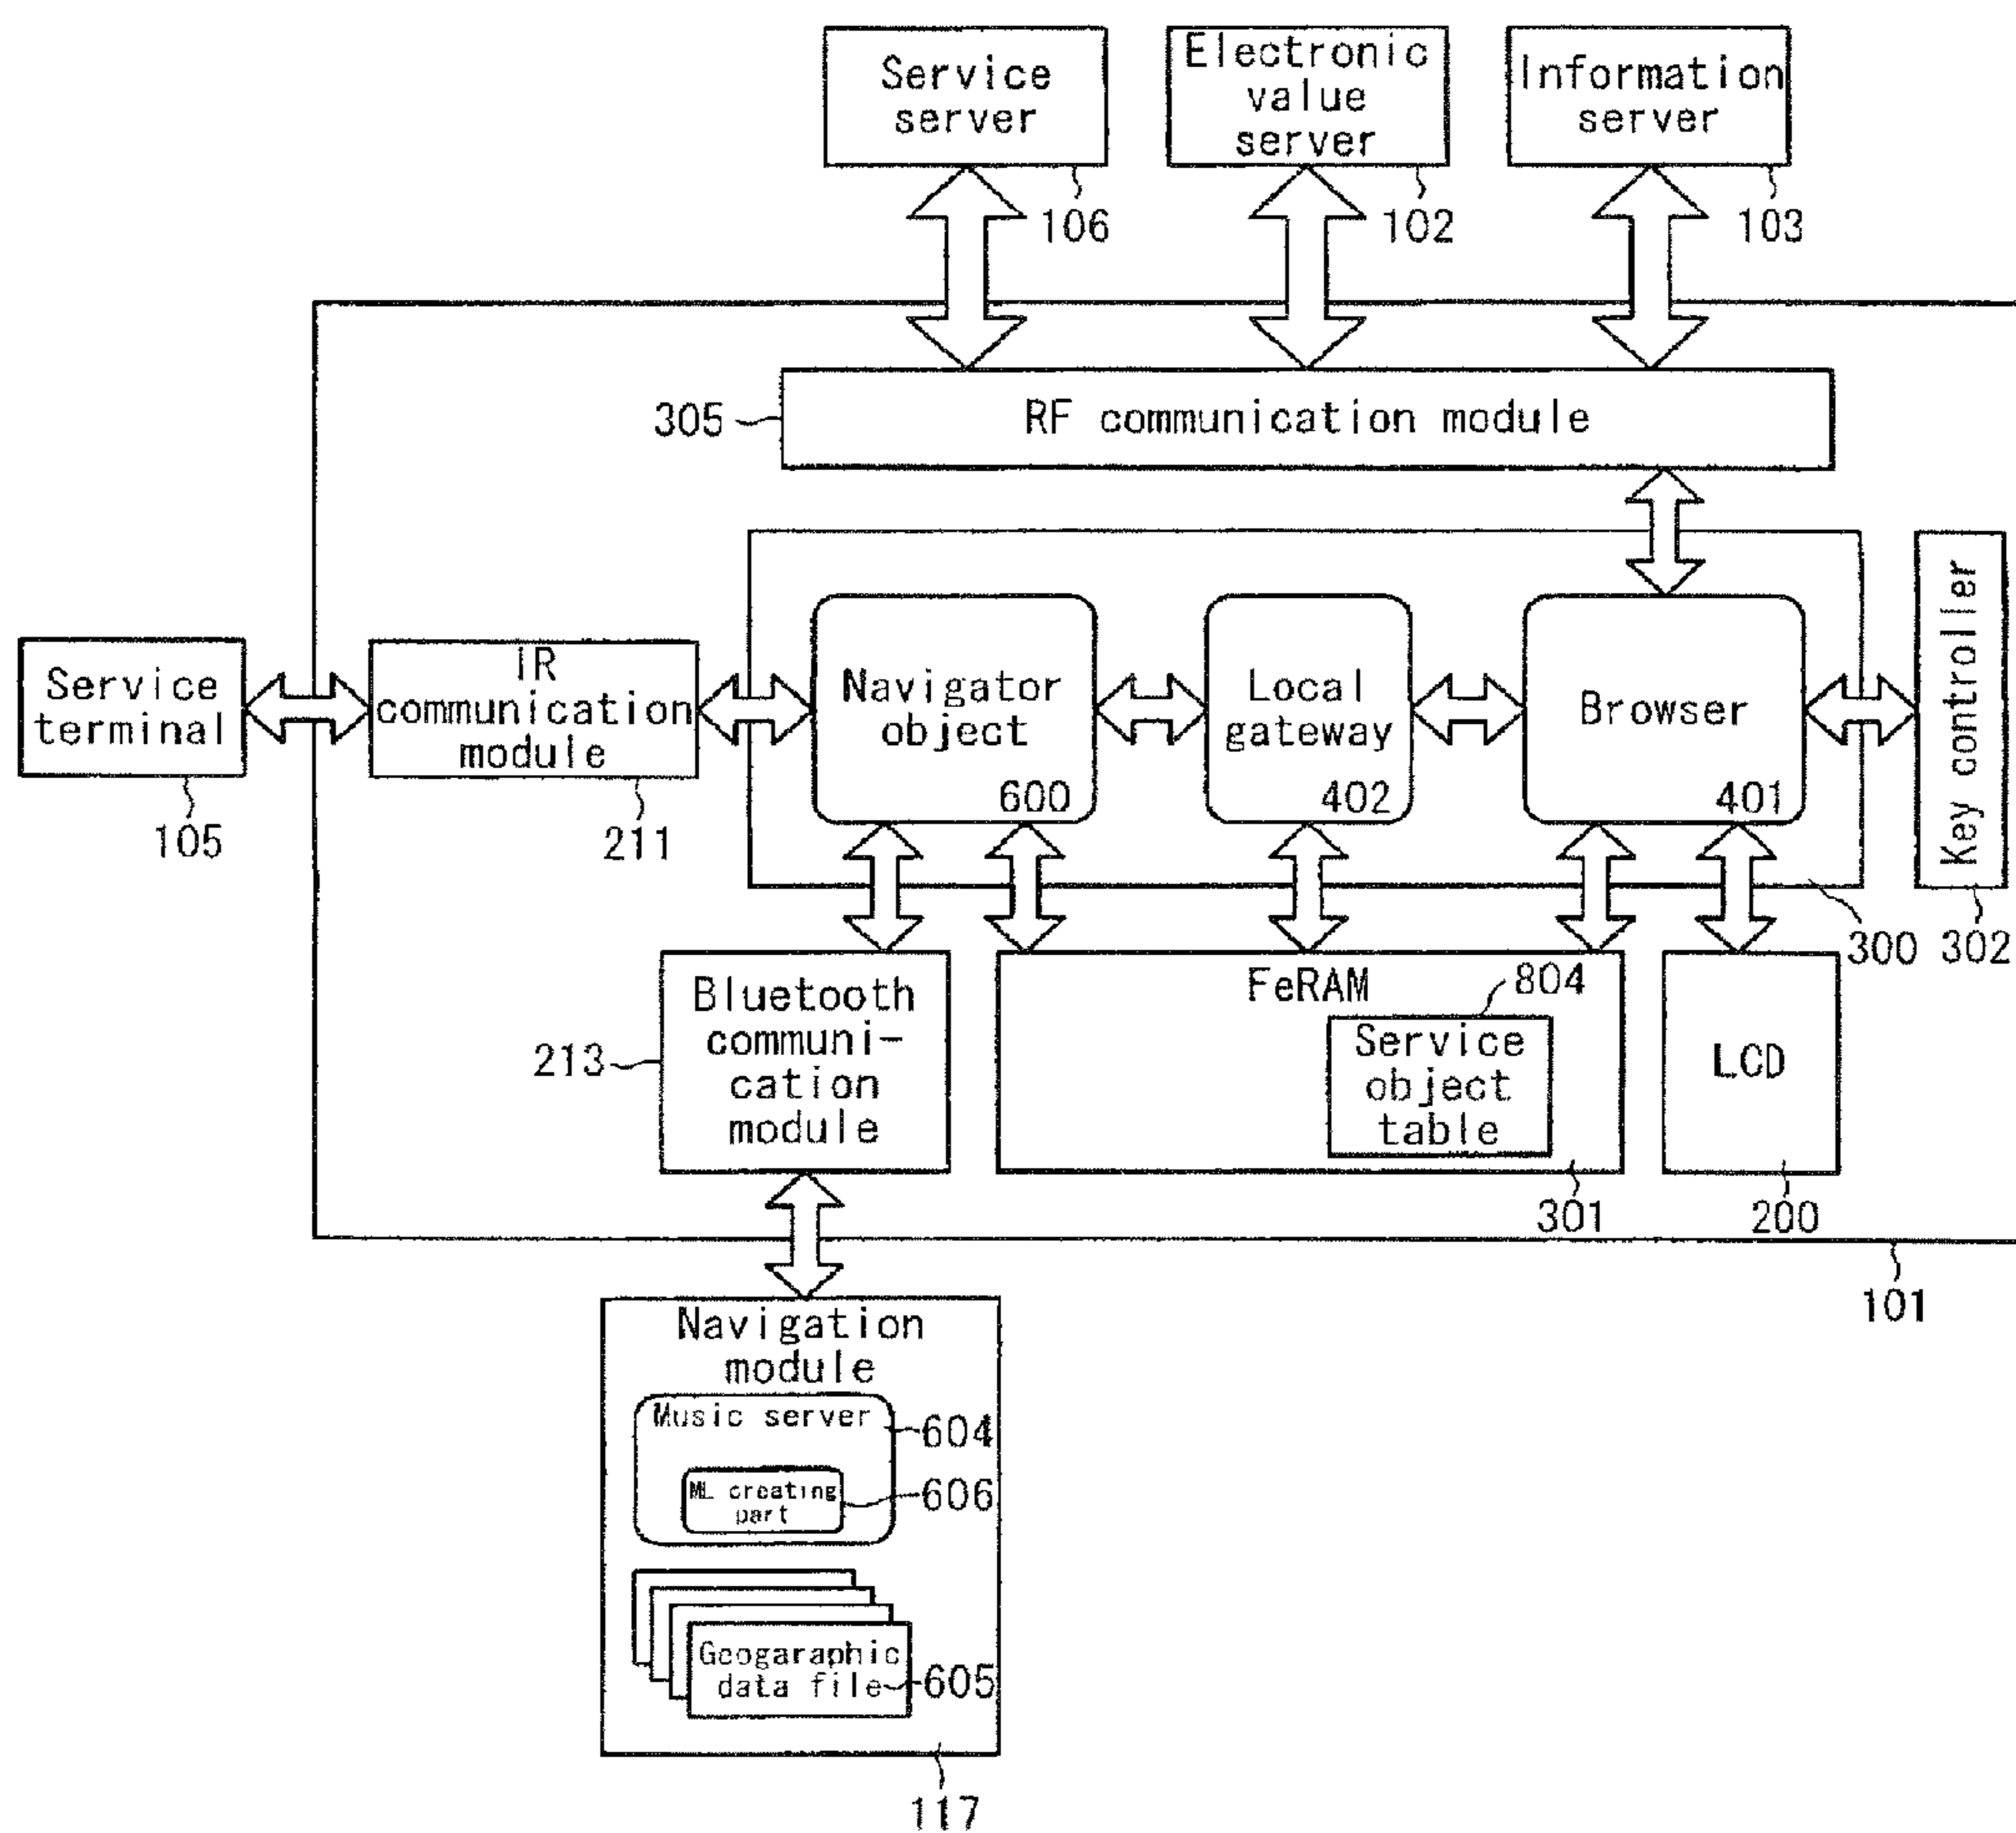 Service
server
106
Electronic
value
server
102
Information
server
103
305
RF communication module
Service
terminal
105
IR
communication
module
211
Navigator
object
600
Local
gateway
402
Browser
401
Key controller
302
300
213
Bluetooth
communi-
cation
module
FeRAM
804
Service
object
table
301
LCD
200
101
Navigation
module
Music server
604
ML creating
part
606
Geogaraphic
data file
605
117